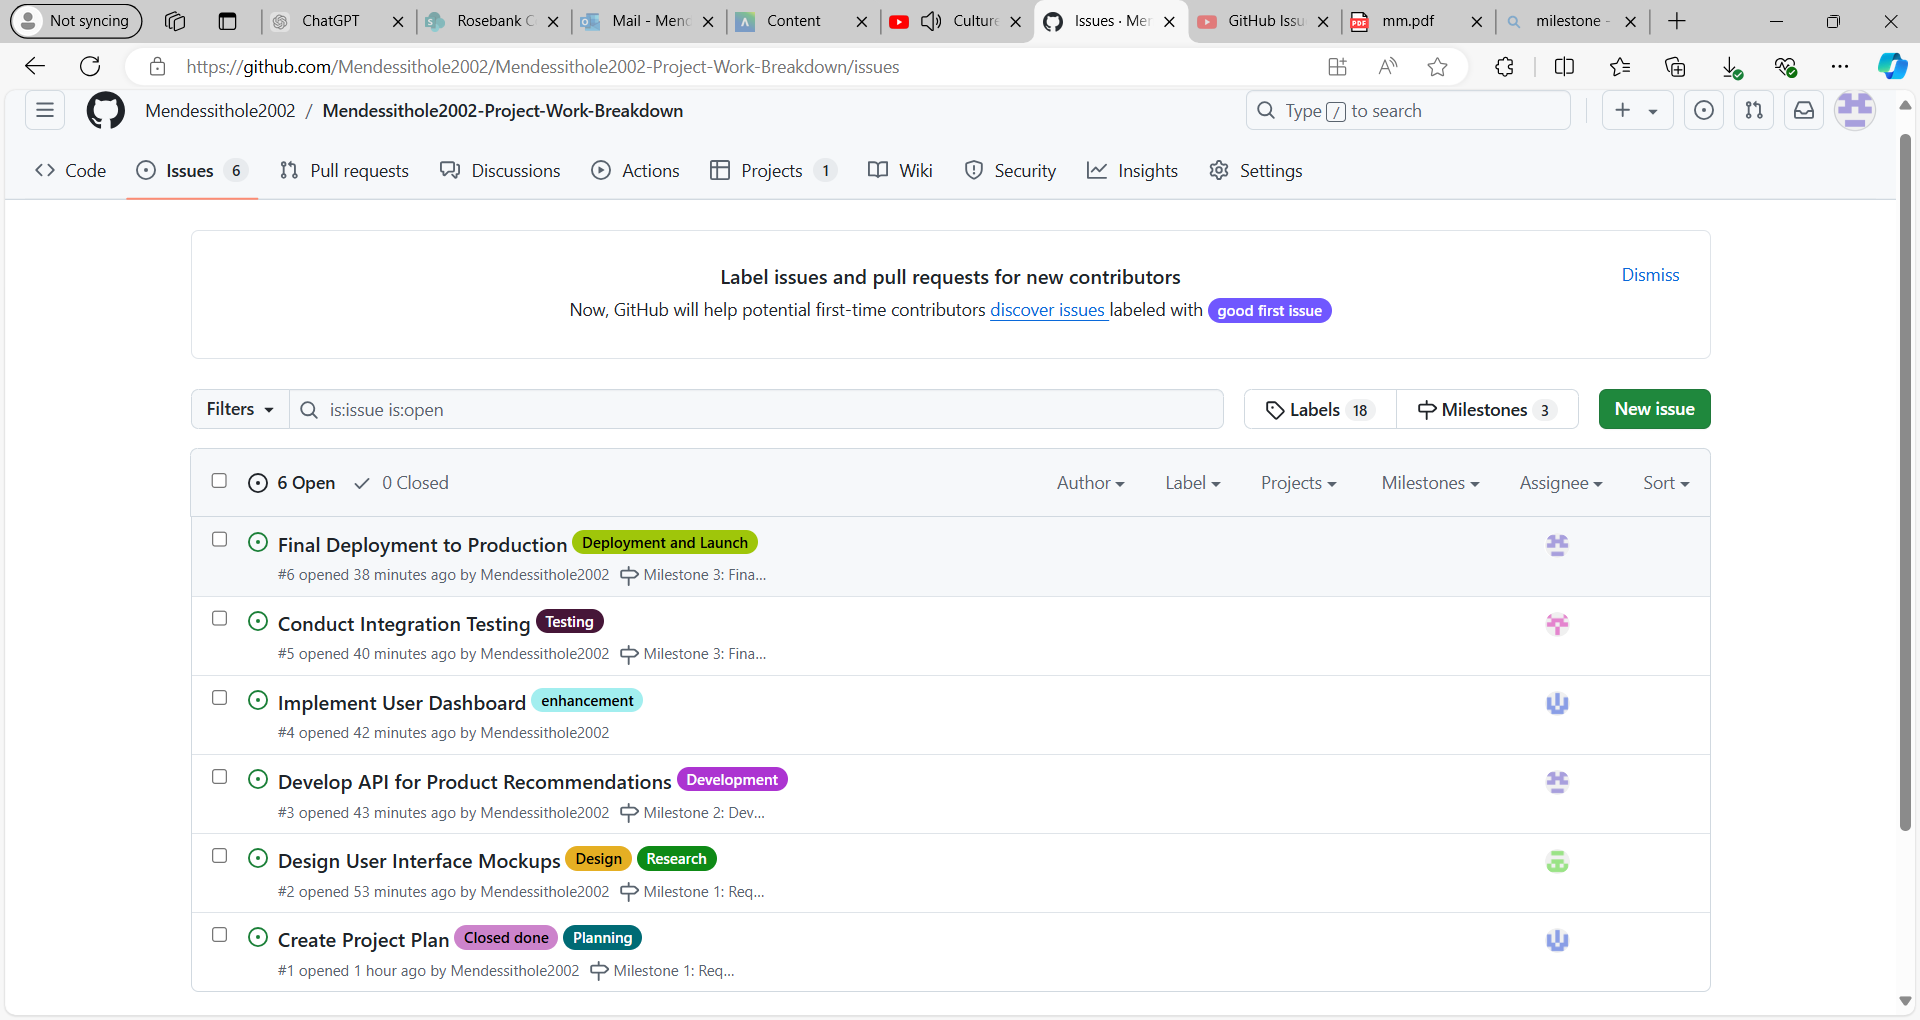 Not syncing
ChatGPT
Rosebank C
Mail - Menc
Content
Culture
Issues · Mer
GitHub Issu
mm.pdf
milestone -
https://github.com/Mendessithole2002/Mendessithole2002-Project-Work-Breakdown/issues
Mendessithole2002 / Mendessithole2002-Project-Work-Breakdown
Type / to search
Code
Issues 6
Pull requests
Discussions
Actions
Projects 1
Wiki
Security
Insights
Settings
Label issues and pull requests for new contributors
Dismiss
Now, GitHub will help potential first-time contributors discover issues labeled with good first issue
Filters
is:issue is:open
Labels 18
Milestones 3
New issue
6 Open
0 Closed
Author
Label
Projects
Milestones
Assignee
Sort
Final Deployment to Production Deployment and Launch
#6 opened 38 minutes ago by Mendessithole2002 Milestone 3: Fina...
Conduct Integration Testing Testing
#5 opened 40 minutes ago by Mendessithole2002 Milestone 3: Fina...
Implement User Dashboard enhancement
#4 opened 42 minutes ago by Mendessithole2002
Develop API for Product Recommendations Development
#3 opened 43 minutes ago by Mendessithole2002 Milestone 2: Dev...
Design User Interface Mockups Design Research
#2 opened 53 minutes ago by Mendessithole2002 Milestone 1: Req...
Create Project Plan Closed done Planning
#1 opened 1 hour ago by Mendessithole2002 Milestone 1: Req...